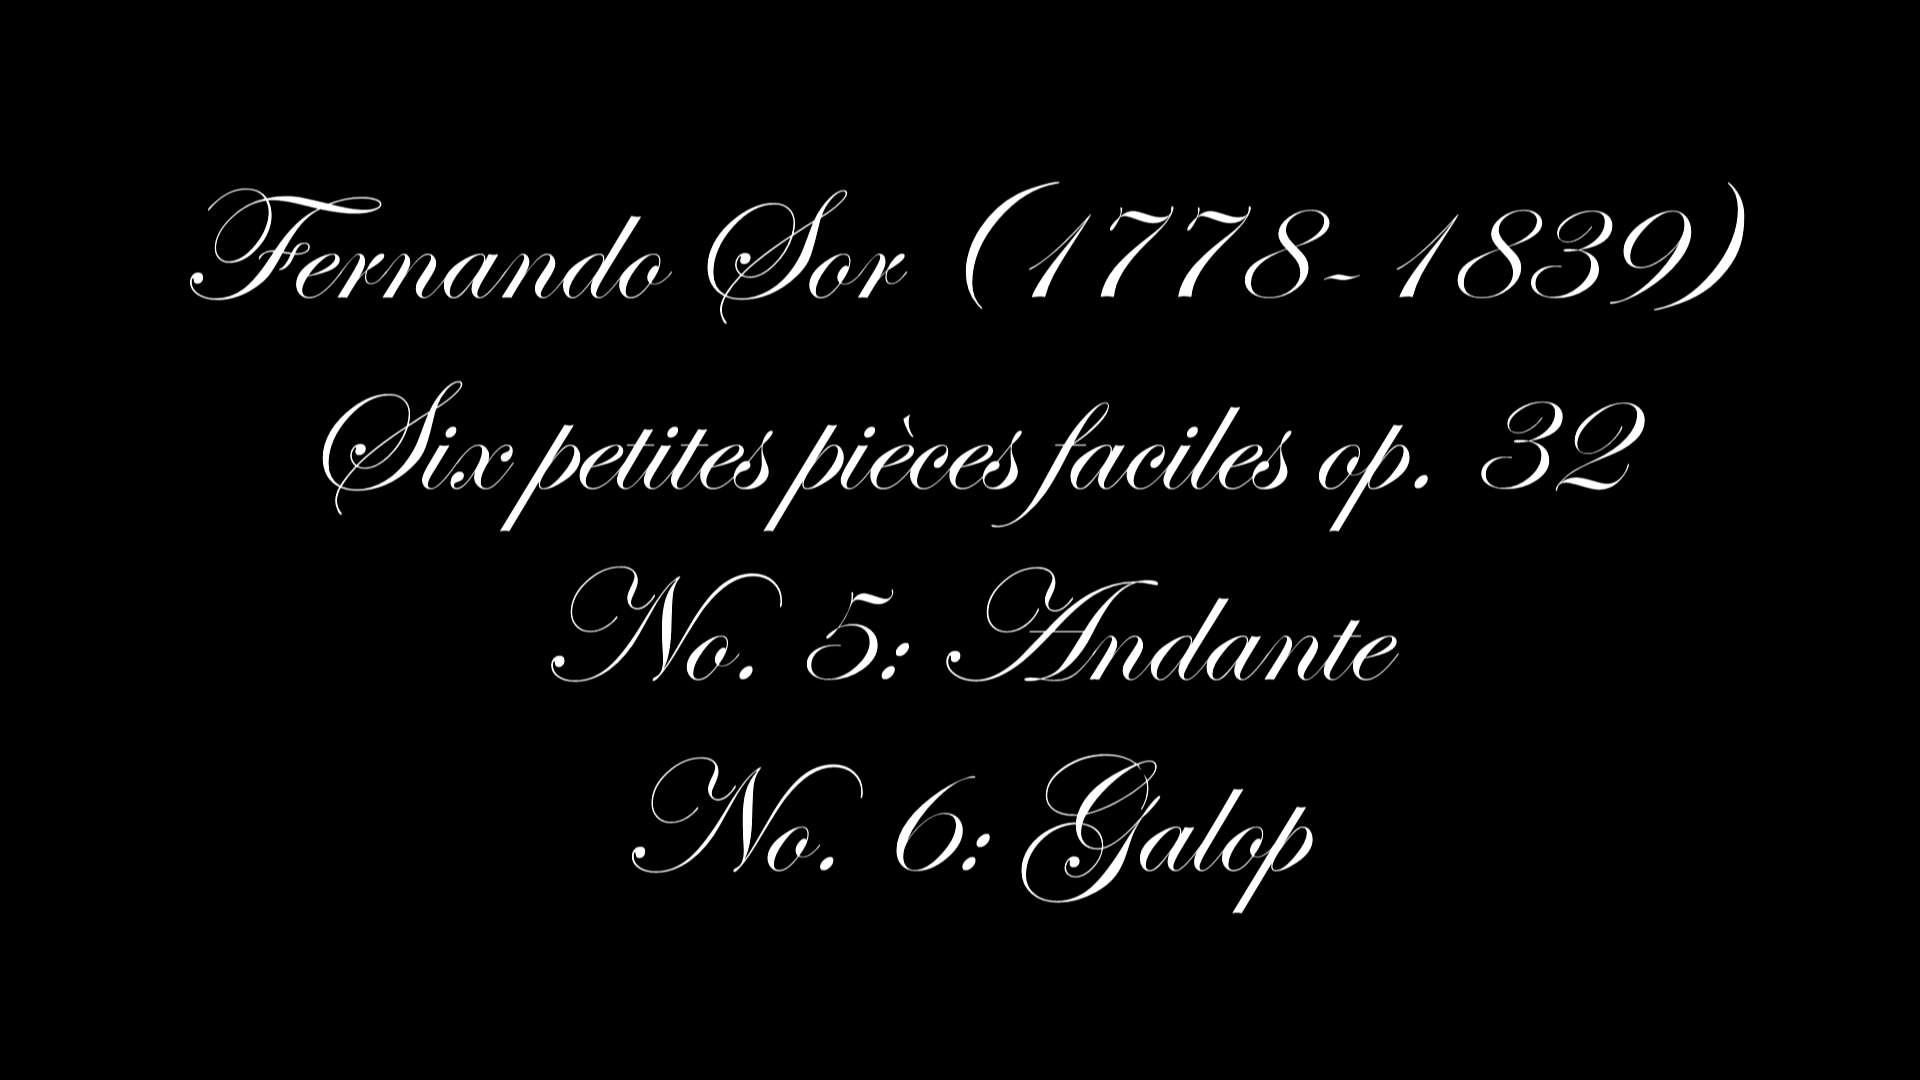 Fernando Sor (1778-1839)
Six petites pièces faciles op. 32
No. 5: Andante
No. 6: Galop